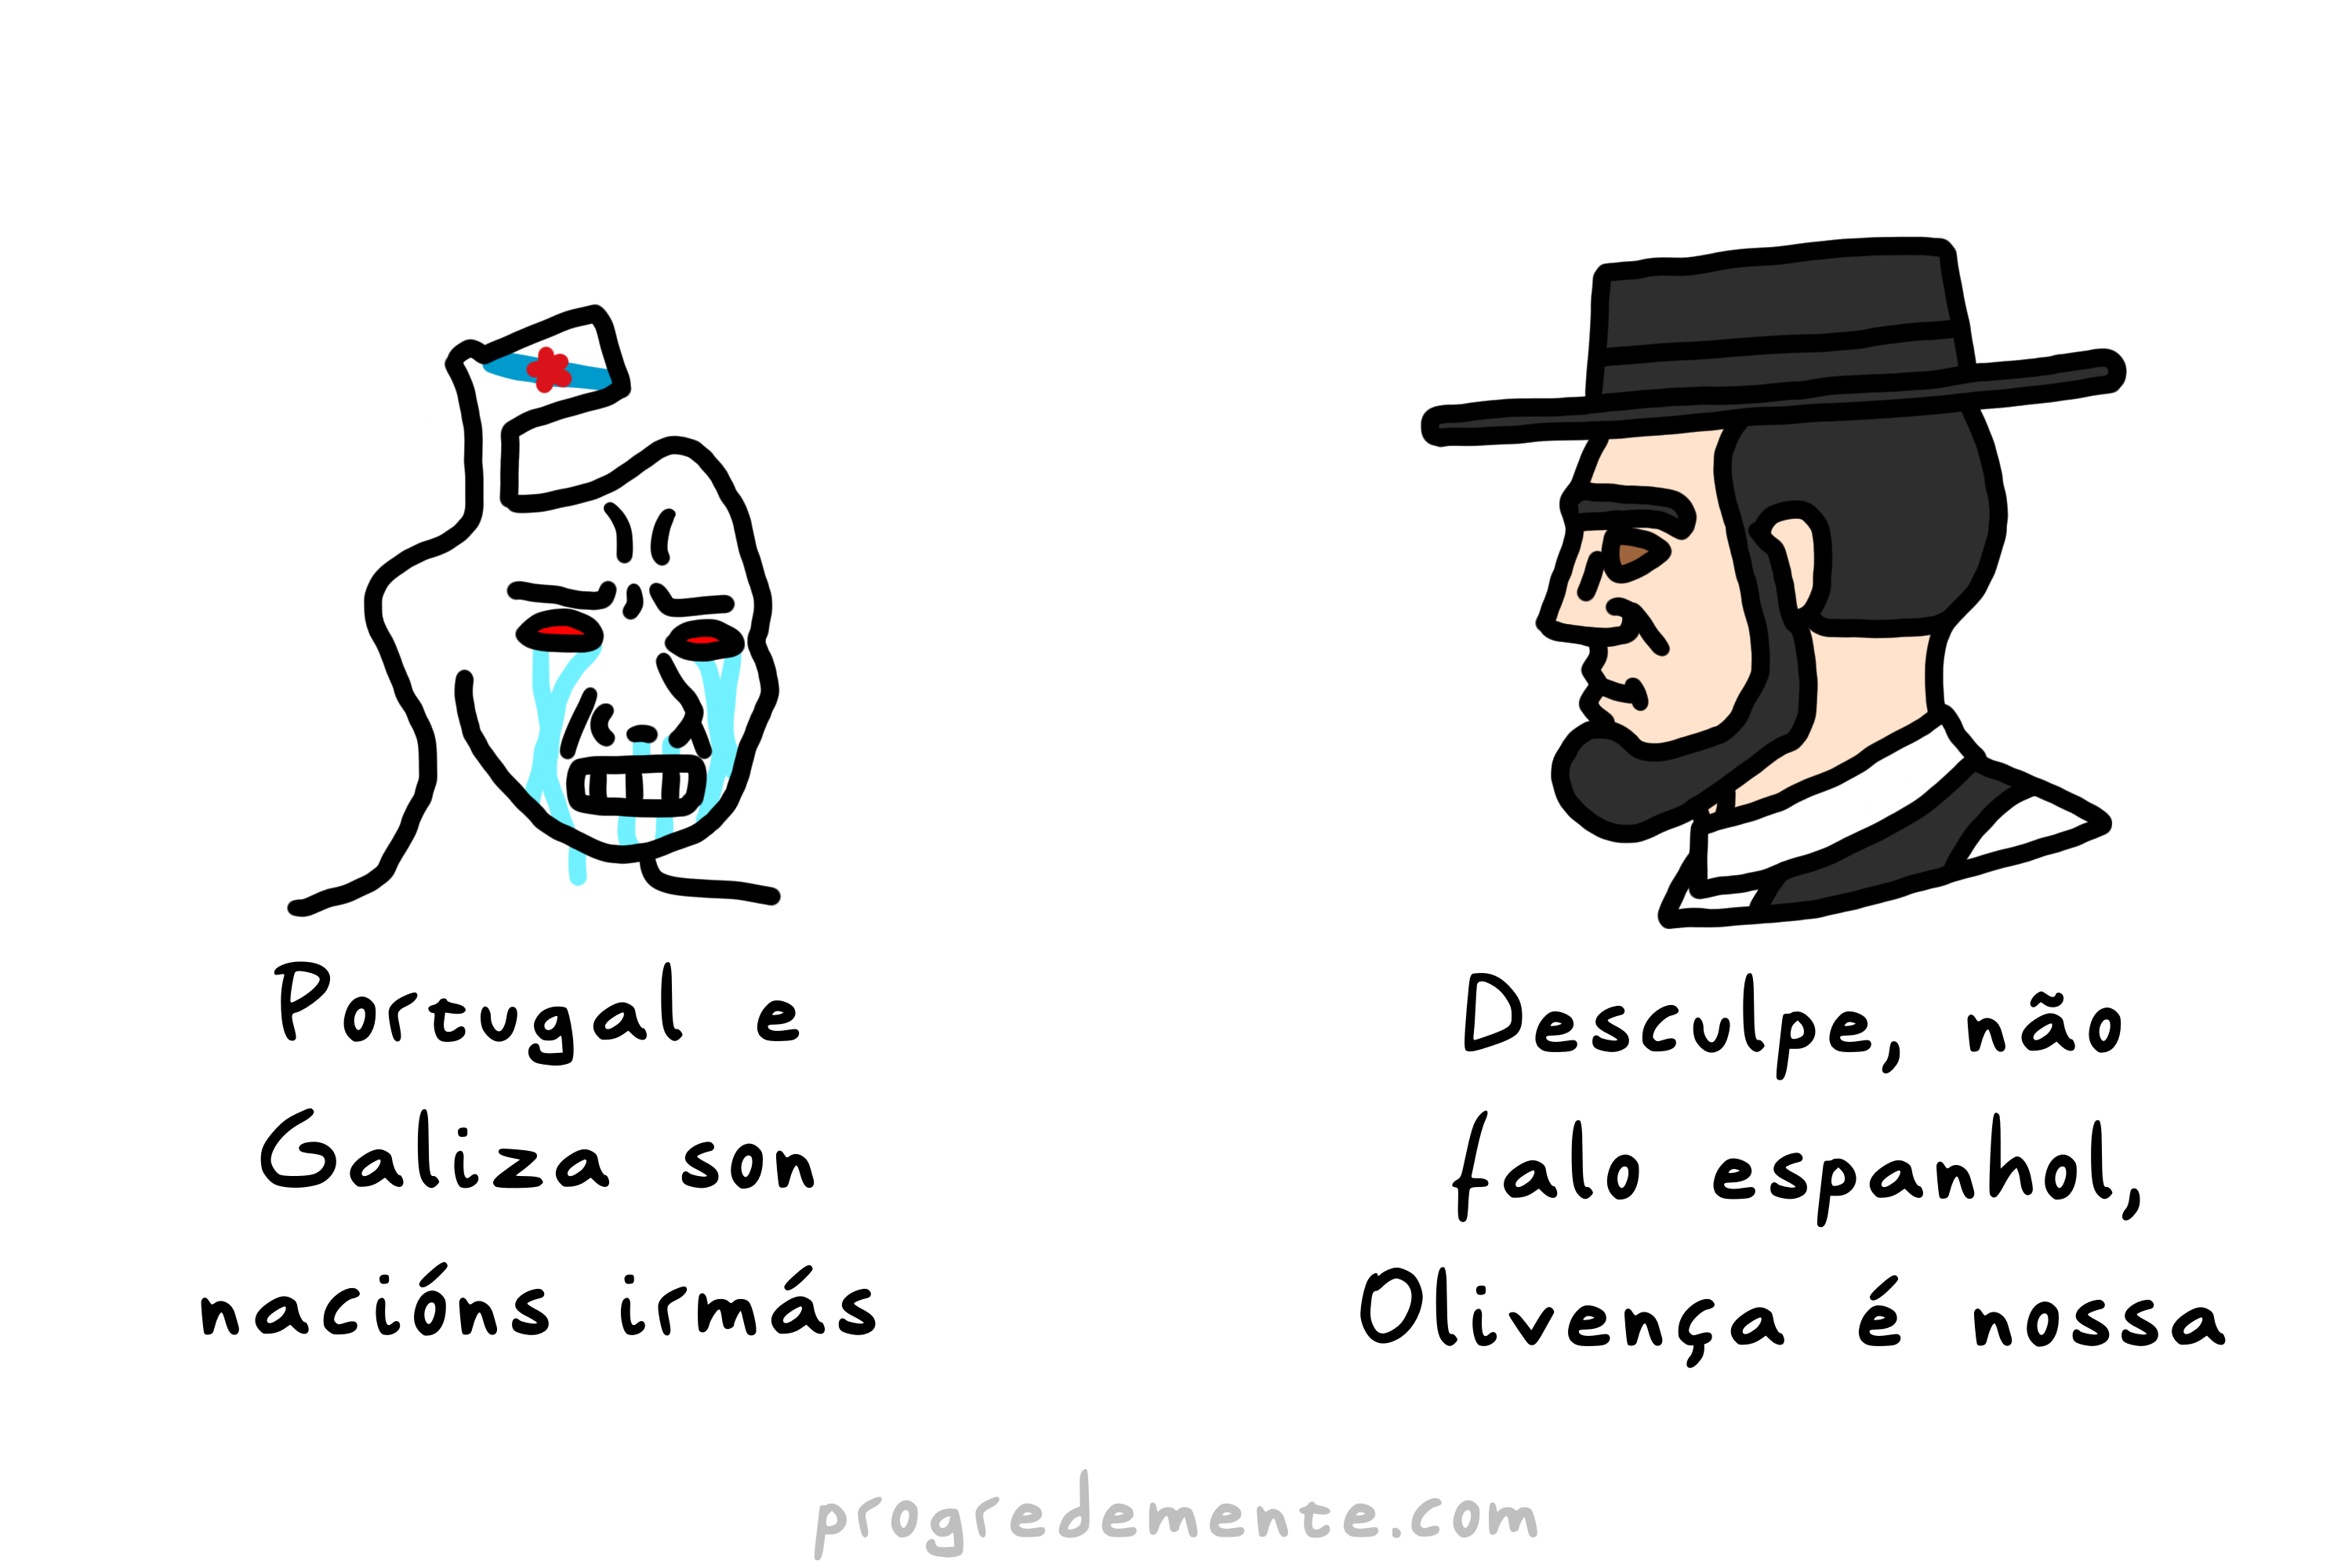 Portugal e
Galiza son
nacións irmás
Desculpe, não
falo espanhol,
Olivença é nossa
progredemente.com